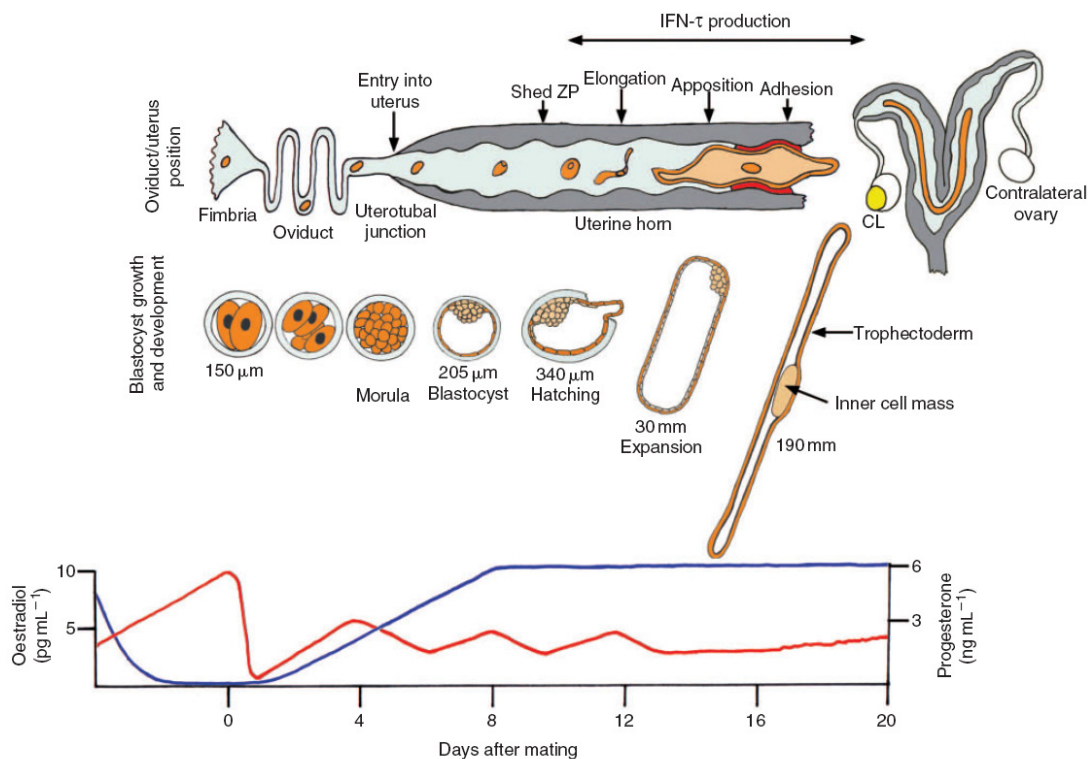 IFN-τ production
Entry into
uterus
Shed ZP
Elongation
Apposition
Adhesion
Oviduct/uterus
position
Fimbria
Oviduct
Uterotubal
junction
Uterine horn
CL
Contralateral
ovary
Blastocyst growth
and development
150 μm
Morula
205 μm
Blastocyst
340 μm
Hatching
30 mm
Expansion
Trophectoderm
Inner cell mass
190 mm
Oestradiol
(pg mL⁻¹)
10
5
6
3
Progesterone
(ng mL⁻¹)
0 4 8 12 16 20
Days after mating